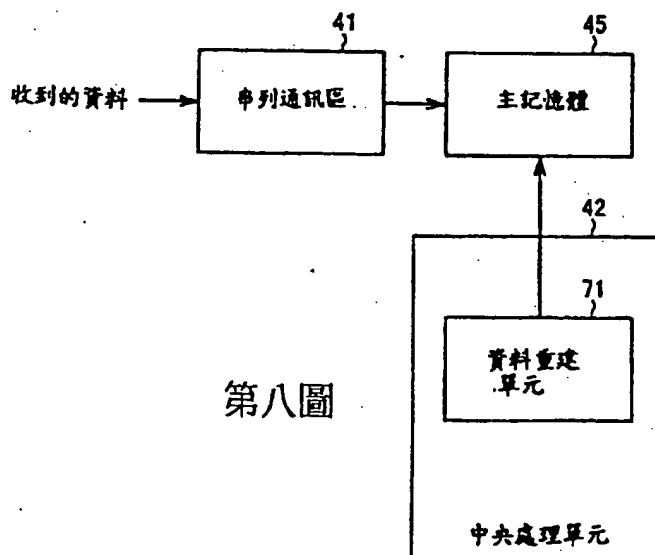 41
45
收到的資料
串列通訊區
主記憶體
42
71
資料重建
單元
第八圖
中央處理單元